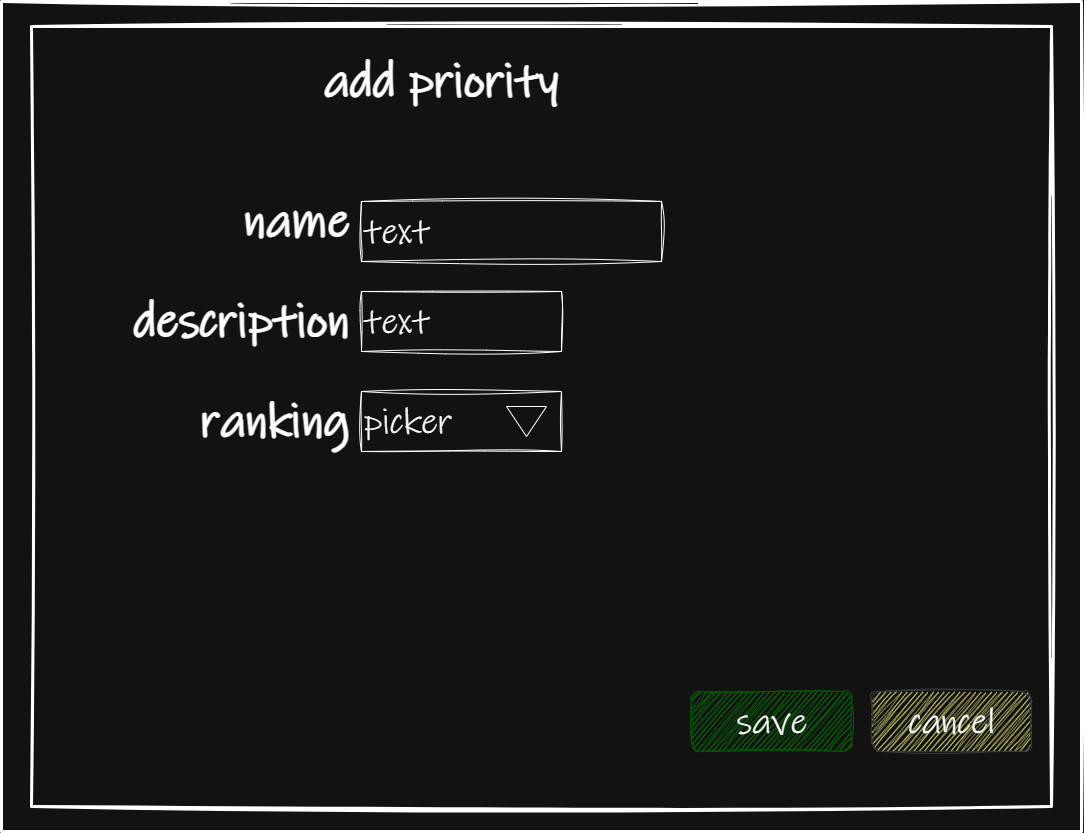 add priority
name text
description text
ranking picker
save cancel